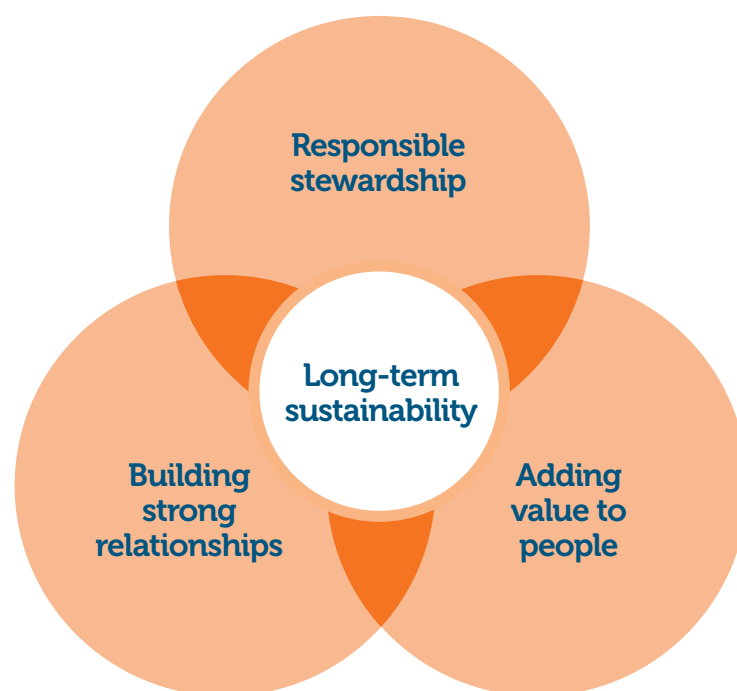 Responsible
stewardship
Long-term
sustainability
Building
strong
relationships
Adding
value to
people